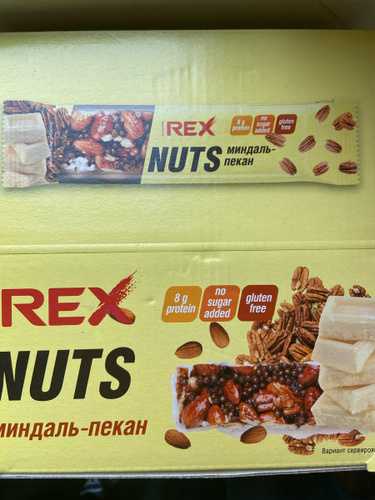 REX
NUTS
миндаль-
пекан
8 g
protein
no
sugar
added
gluten
free
REX
NUTS
миндаль-пекан
8 g
protein
no
sugar
added
gluten
free
Вариант сервиров